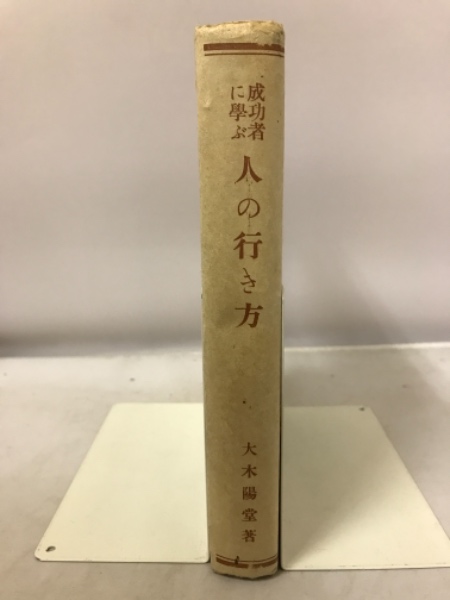 成功者
に學ぶ
人の行き方
大木陽堂著